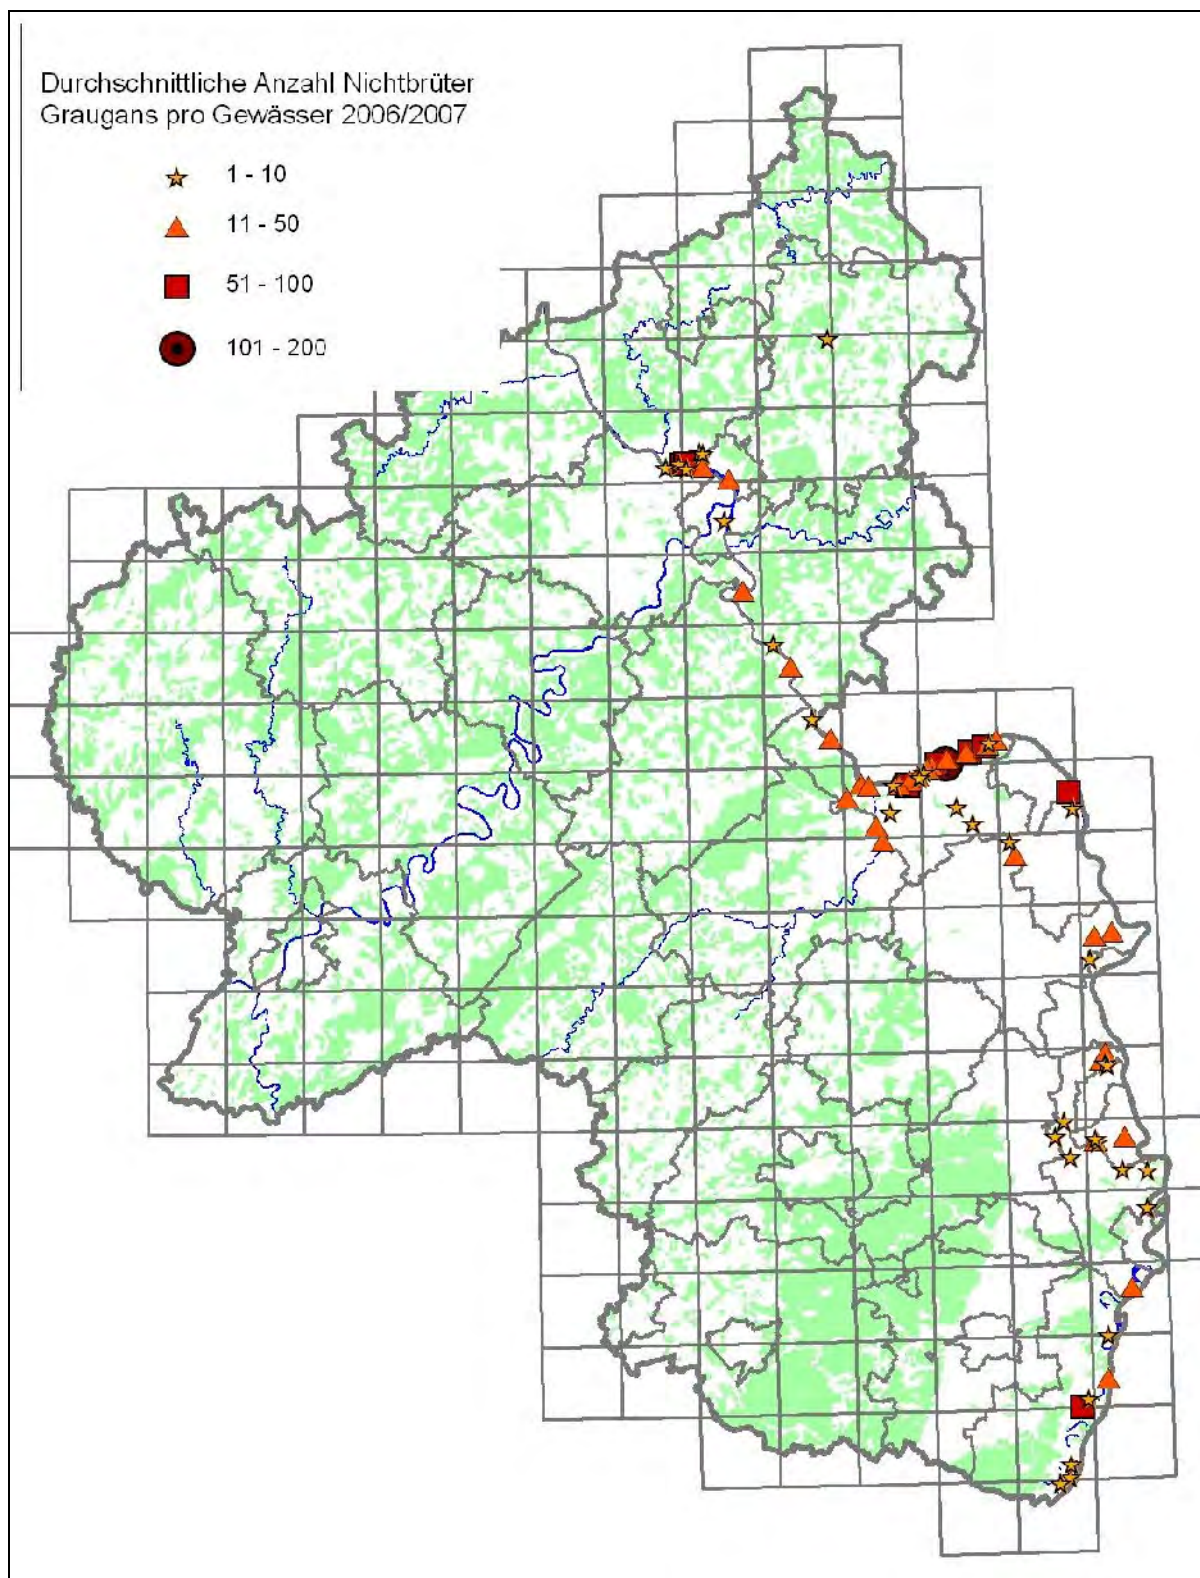 Durchschnittliche Anzahl Nichtbrüter
Graugans pro Gewässer 2006/2007
1 - 10
11 - 50
51 - 100
101 - 200